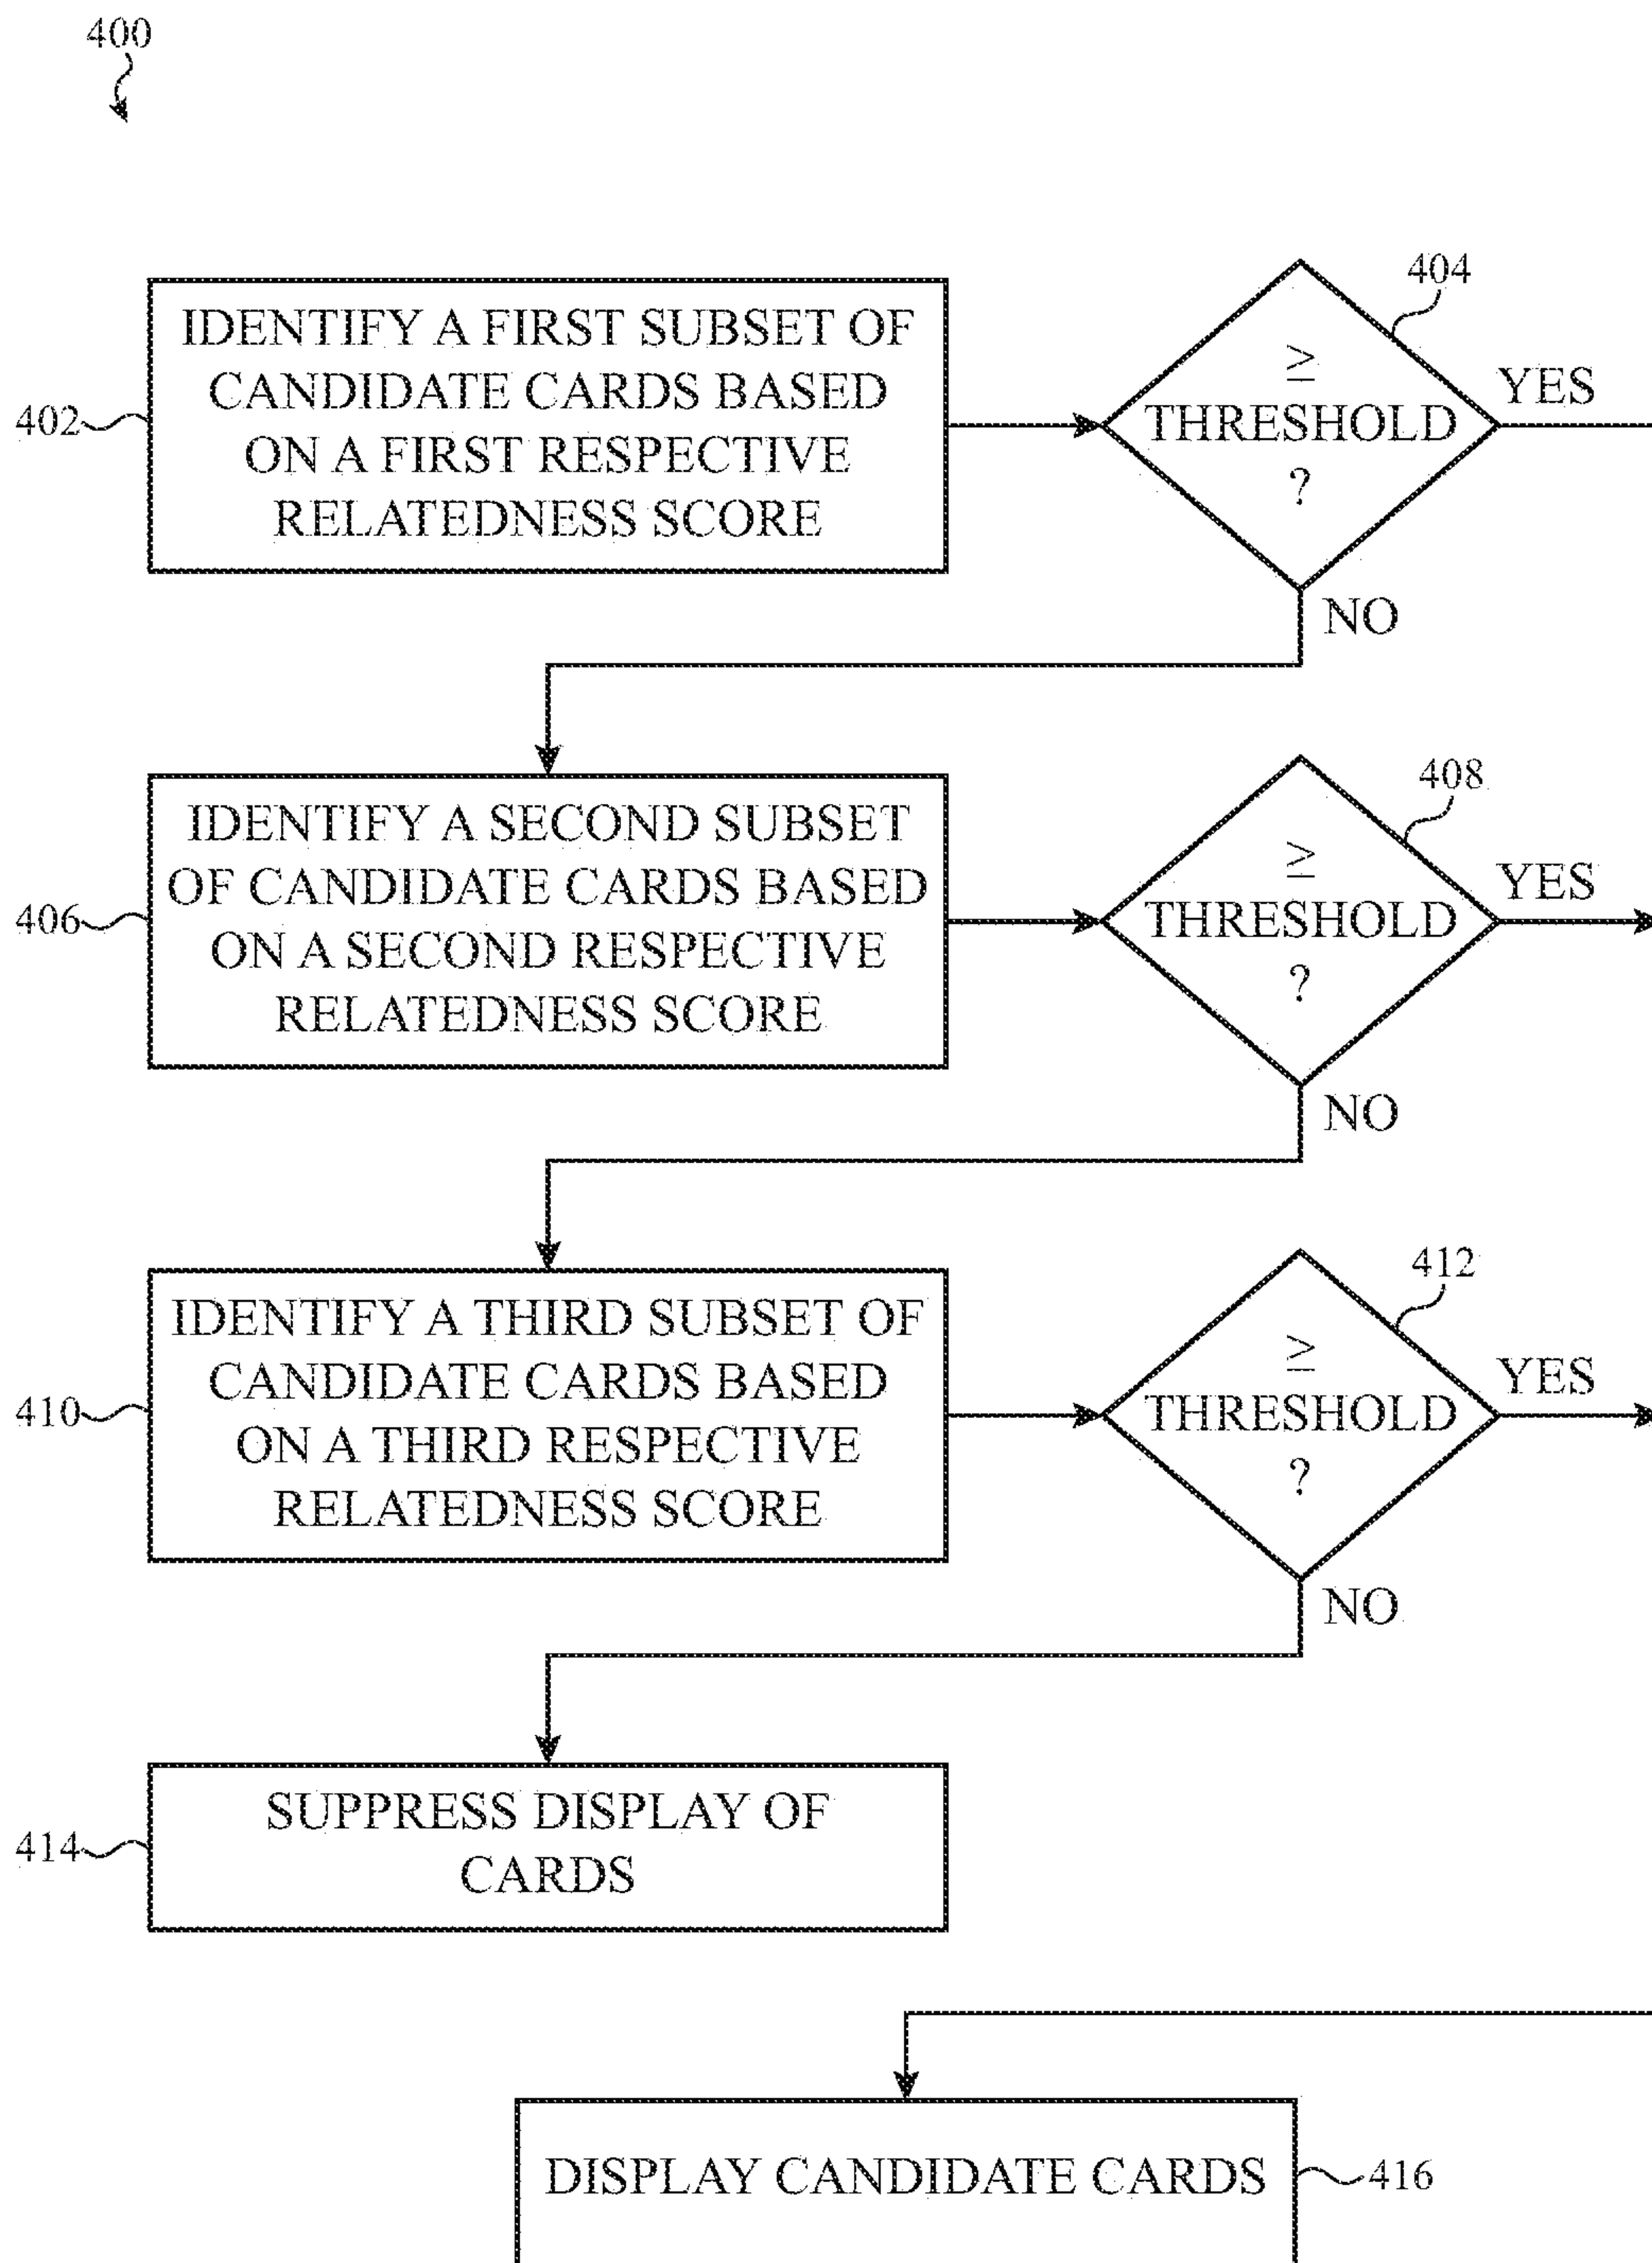 400
IDENTIFY A FIRST SUBSET OF
CANDIDATE CARDS BASED
ON A FIRST RESPECTIVE
RELATEDNESS SCORE
402
404
≥
THRESHOLD
?
YES
NO
IDENTIFY A SECOND SUBSET
OF CANDIDATE CARDS BASED
ON A SECOND RESPECTIVE
RELATEDNESS SCORE
406
408
≥
THRESHOLD
?
YES
NO
IDENTIFY A THIRD SUBSET OF
CANDIDATE CARDS BASED
ON A THIRD RESPECTIVE
RELATEDNESS SCORE
410
412
≥
THRESHOLD
?
YES
NO
SUPPRESS DISPLAY OF
CARDS
414
DISPLAY CANDIDATE CARDS
416